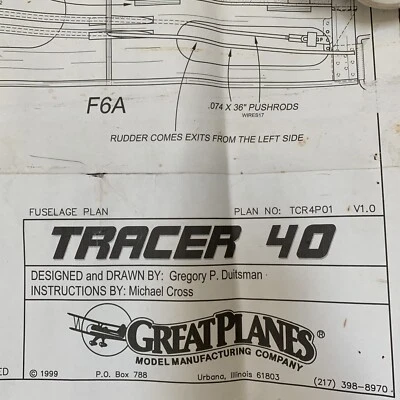 F6A
.074 X 36" PUSHRODS
WIRES17
RUDDER COMES EXITS FROM THE LEFT SIDE
FUSELAGE PLAN PLAN NO: TCR4P01 V1.0
TRACER 40
DESIGNED and DRAWN BY: Gregory P. Duitsman
INSTRUCTIONS BY: Michael Cross
GREAT PLANES®
MODEL MANUFACTURING COMPANY
© 1999 P.O. Box 788 Urbana, Illinois 61803 (217) 398-8970